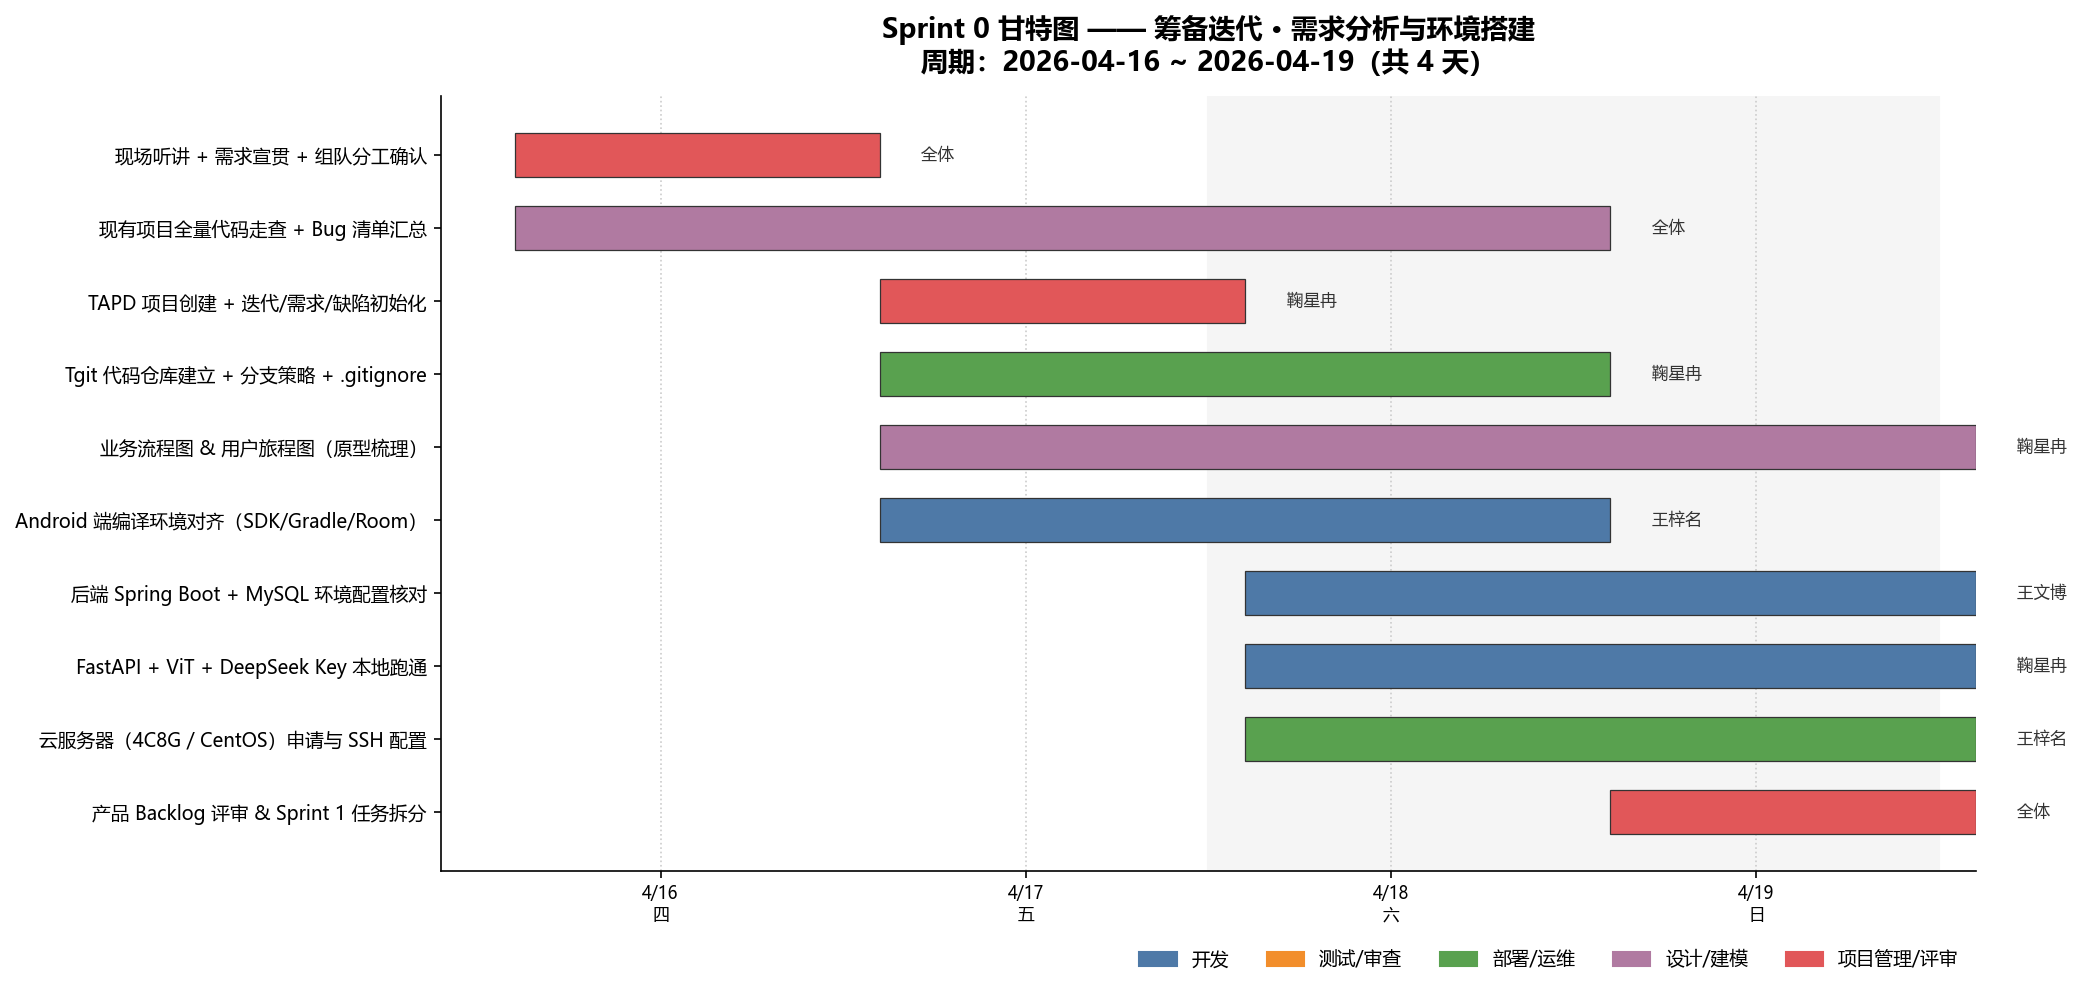 Sprint 0 甘特图 —— 筹备迭代 · 需求分析与环境搭建
周期：2026-04-16 ~ 2026-04-19（共 4 天）
现场听讲 + 需求宣贯 + 组队分工确认
全体
现有项目全量代码走查 + Bug 清单汇总
全体
TAPD 项目创建 + 迭代/需求/缺陷初始化
鞠星冉
Tgit 代码仓库建立 + 分支策略 + .gitignore
鞠星冉
业务流程图 & 用户旅程图（原型梳理）
鞠星冉
Android 端编译环境对齐（SDK/Gradle/Room）
王梓名
后端 Spring Boot + MySQL 环境配置核对
王文博
FastAPI + ViT + DeepSeek Key 本地跑通
鞠星冉
云服务器（4C8G / CentOS）申请与 SSH 配置
王梓名
产品 Backlog 评审 & Sprint 1 任务拆分
全体
4/16 4/17 4/18 4/19
四 五 六 日
开发 测试/审查 部署/运维 设计/建模 项目管理/评审